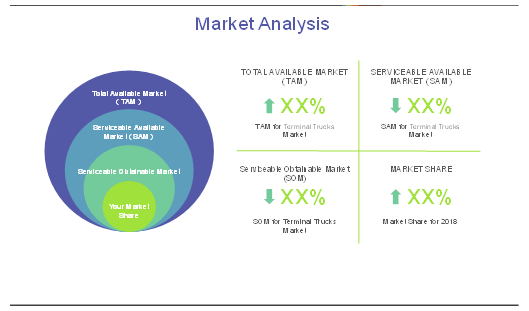 Market Analysis
Total Available Market
(TAM)
Serviceable Available
Market (SAM)
Serviceable Obtainable Market
Your Market
Share
TOTAL AVAILABLE MARKET
(TAM)
XX%
TAM for Terminal Trucks
Market
SERVICEABLE AVAILABLE
MARKET (SAM)
XX%
SAM for Terminal Trucks
Market
Serviceable Obtainable Market
(SOM)
XX%
SOM for Terminal Trucks
Market
MARKET SHARE
XX%
Market Share for 2018